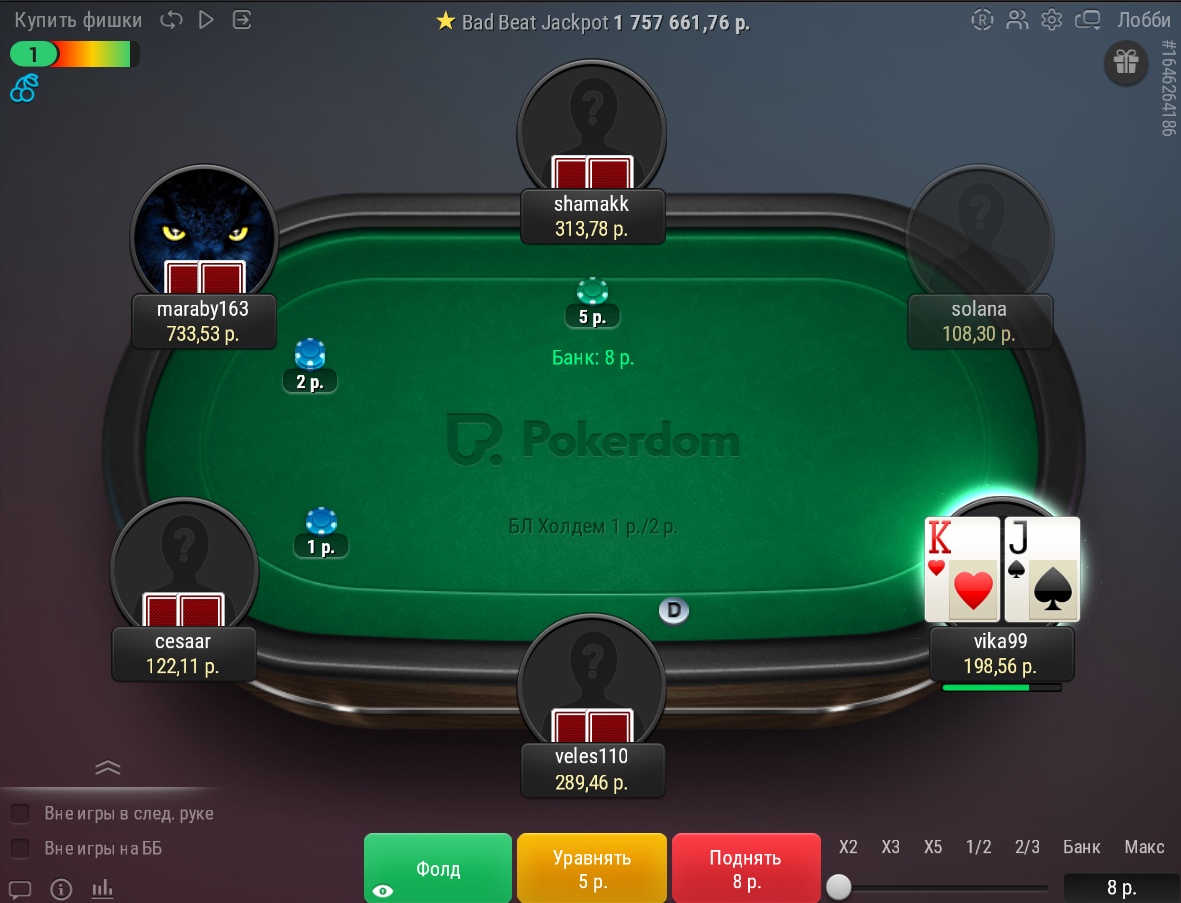 Купить фишки
Bad Beat Jackpot 1 757 661,76 р.
R
Лобби
1
#1646264186
?
shamakk
313,78 р.
maraby163
733,53 р.
?
solana
108,30 р.
5 р.
Банк: 8 р.
2 р.
Pokerdom
БЛ Холдем 1 р./2 р.
1 р.
K
J
?
cesaar
122,11 р.
D
vika99
198,56 р.
?
veles110
289,46 р.
Вне игры в след. руке
Вне игры на ББ
Фолд
Уравнять
5 р.
Поднять
8 р.
X2 X3 X5 1/2 2/3 Банк Макс
8 р.